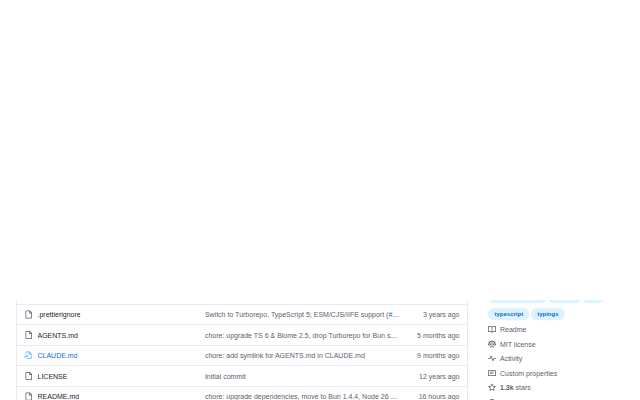 typescript typings
.prettierignore Switch to Turborepo, TypeScript 5; ESM/CJS/IIFE support (#... 3 years ago
AGENTS.md chore: upgrade TS 6 & Biome 2.5, drop Turborepo for Bun s... 5 months ago
CLAUDE.md chore: add symlink for AGENTS.md in CLAUDE.md 9 months ago
LICENSE Initial commit 12 years ago
README.md chore: upgrade dependencies, move to Bun 1.4.4, Node 26 ... 16 hours ago
Readme
MIT license
Activity
Custom properties
1.3k stars